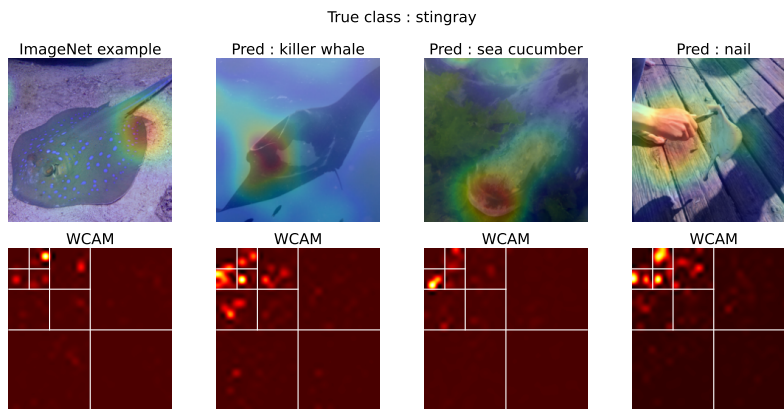 True class : stingray
ImageNet example
Pred : killer whale
Pred : sea cucumber
Pred : nail
WCAM
WCAM
WCAM
WCAM